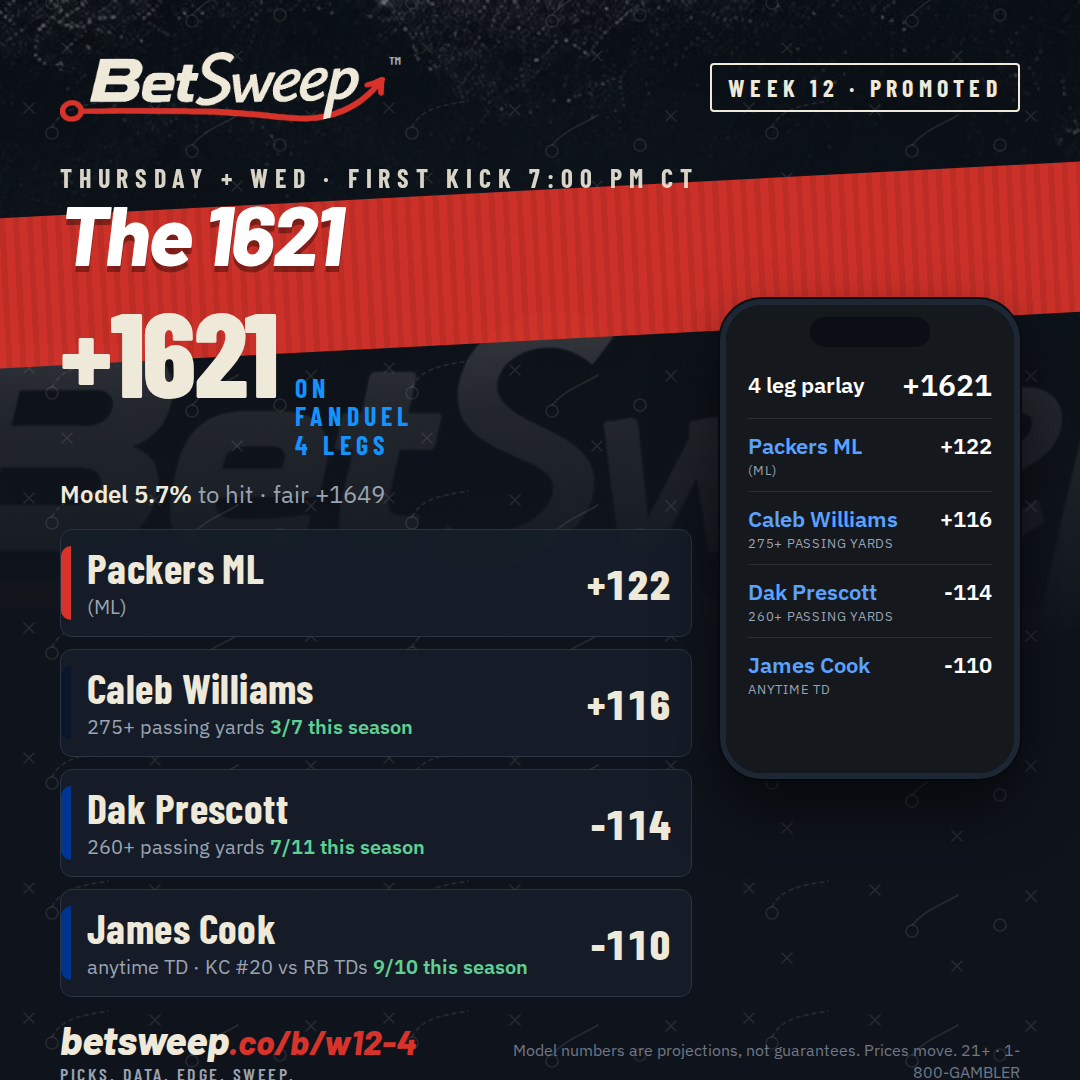 BetSweep™
WEEK 12 · PROMOTED
THURSDAY + WED · FIRST KICK 7:00 PM CT
The 1621
+1621
ON
FANDUEL
4 LEGS
Model 5.7% to hit · fair +1649
Packers ML
(ML)
+122
Caleb Williams
275+ passing yards 3/7 this season
+116
Dak Prescott
260+ passing yards 7/11 this season
-114
James Cook
anytime TD · KC #20 vs RB TDs 9/10 this season
-110
4 leg parlay +1621
Packers ML +122
(ML)
Caleb Williams +116
275+ PASSING YARDS
Dak Prescott -114
260+ PASSING YARDS
James Cook -110
ANYTIME TD
betsweep.co/b/w12-4
PICKS. DATA. EDGE. SWEEP.
Model numbers are projections, not guarantees. Prices move. 21+ · 1-
800-GAMBLER